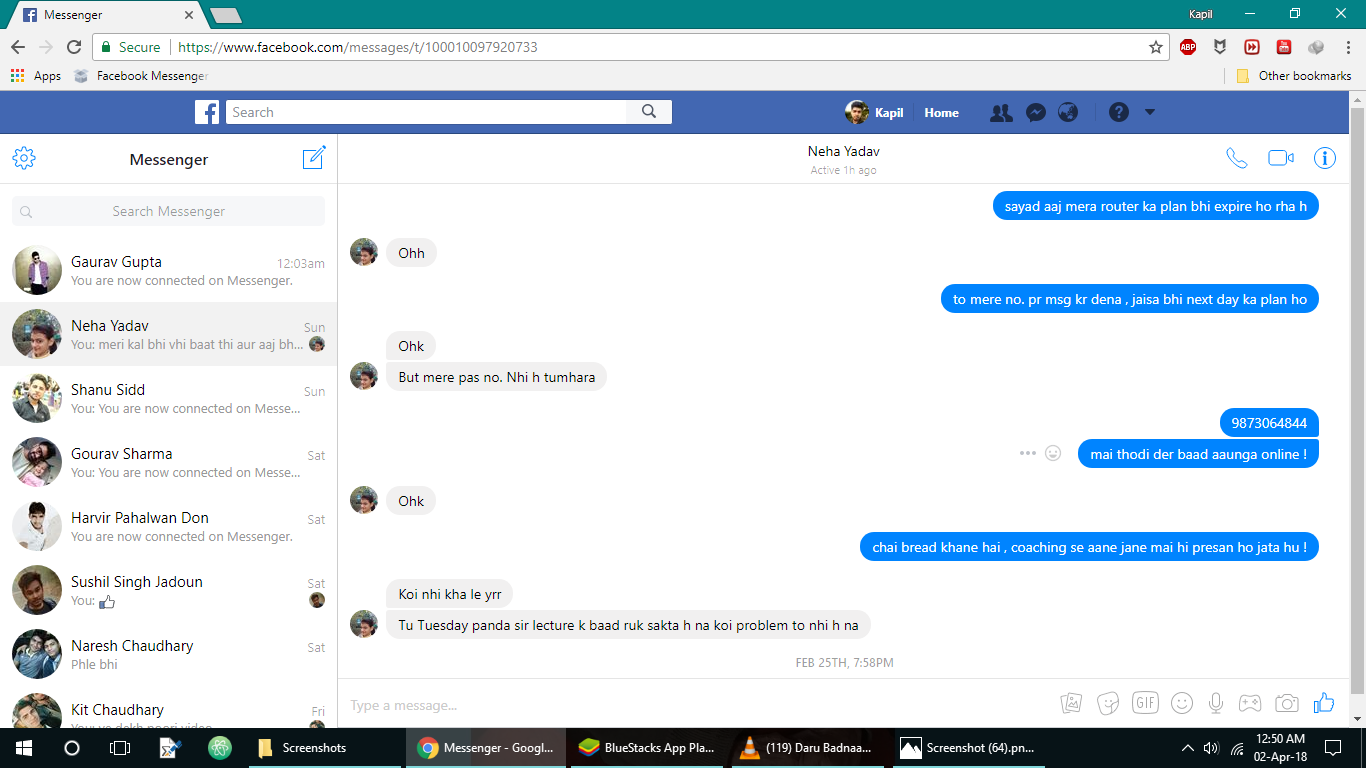 Messenger
Kapil
Secure
https://www.facebook.com/messages/t/100010097920733
ABP
Apps
Facebook Messenger
Other bookmarks
Search
Kapil
Home
Messenger
Neha Yadav
Active 1h ago
Search Messenger
Gaurav Gupta
12:03am
You are now connected on Messenger.
Neha Yadav
Sun
You: meri kal bhi vhi baat thi aur aaj bh...
Shanu Sidd
Sun
You: You are now connected on Messe...
Gourav Sharma
Sat
You: You are now connected on Messe...
Harvir Pahalwan Don
Sat
You are now connected on Messenger.
Sushil Singh Jadoun
Sat
You:
Naresh Chaudhary
Sat
Phle bhi
Kit Chaudhary
Fri
You: ye dekh poori video
sayad aaj mera router ka plan bhi expire ho rha h
Ohh
to mere no. pr msg kr dena , jaisa bhi next day ka plan ho
Ohk
But mere pas no. Nhi h tumhara
9873064844
mai thodi der baad aaunga online !
Ohk
chai bread khane hai , coaching se aane jane mai hi presan ho jata hu !
Koi nhi kha le yrr
Tu Tuesday panda sir lecture k baad ruk sakta h na koi problem to nhi h na
FEB 25TH, 7:58PM
Type a message...
GIF
Screenshots
Messenger - Googl...
BlueStacks App Pla...
(119) Daru Badnaa...
Screenshot (64).pn...
12:50 AM
02-Apr-18